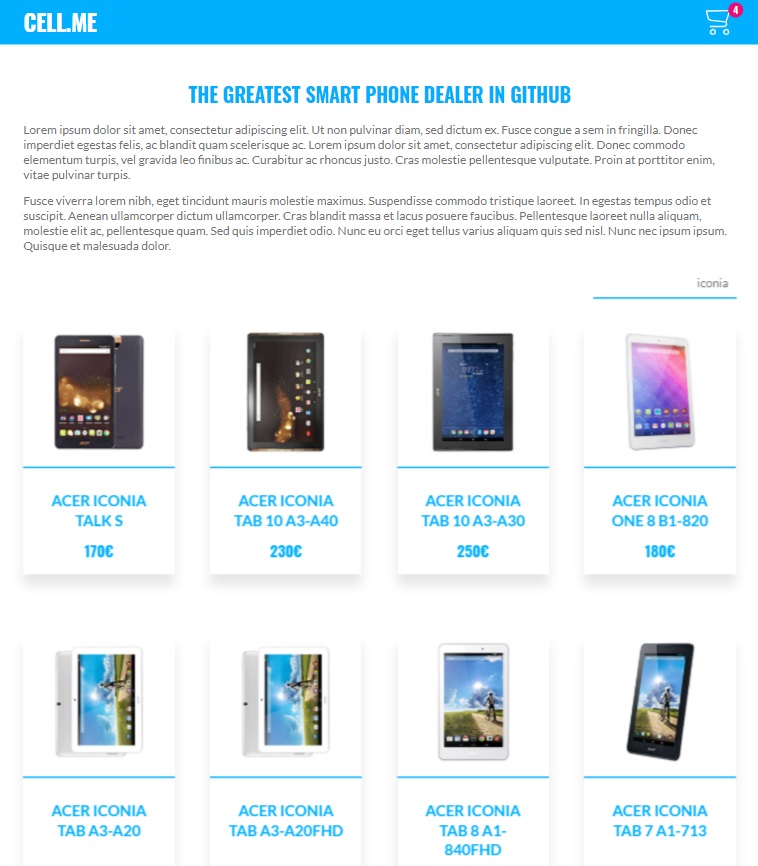 CELL.ME
4
THE GREATEST SMART PHONE DEALER IN GITHUB
Lorem ipsum dolor sit amet, consectetur adipiscing elit. Ut non pulvinar diam, sed dictum ex. Fusce congue a sem in fringilla. Donec
imperdiet egestas felis, ac blandit quam scelerisque ac. Lorem ipsum dolor sit amet, consectetur adipiscing elit. Donec commodo
elementum turpis, vel gravida leo finibus ac. Curabitur ac rhoncus justo. Cras molestie pellentesque vulputate. Proin at porttitor enim,
vitae pulvinar turpis.
Fusce viverra lorem nibh, eget tincidunt mauris molestie maximus. Suspendisse commodo tristique laoreet. In egestas tempus odio et
suscipit. Aenean ullamcorper dictum ullamcorper. Cras blandit massa et lacus posuere faucibus. Pellentesque laoreet nulla aliquam,
molestie elit ac, pellentesque quam. Sed quis imperdiet odio. Nunc eu orci eget tellus varius aliquam quis sed nisl. Nunc nec ipsum ipsum.
Quisque et malesuada dolor.
iconia
ACER ICONIA
TALK S
170€
ACER ICONIA
TAB 10 A3-A40
230€
ACER ICONIA
TAB 10 A3-A30
250€
ACER ICONIA
ONE 8 B1-820
180€
ACER ICONIA
TAB A3-A20
ACER ICONIA
TAB A3-A20FHD
ACER ICONIA
TAB 8 A1-
840FHD
ACER ICONIA
TAB 7 A1-713